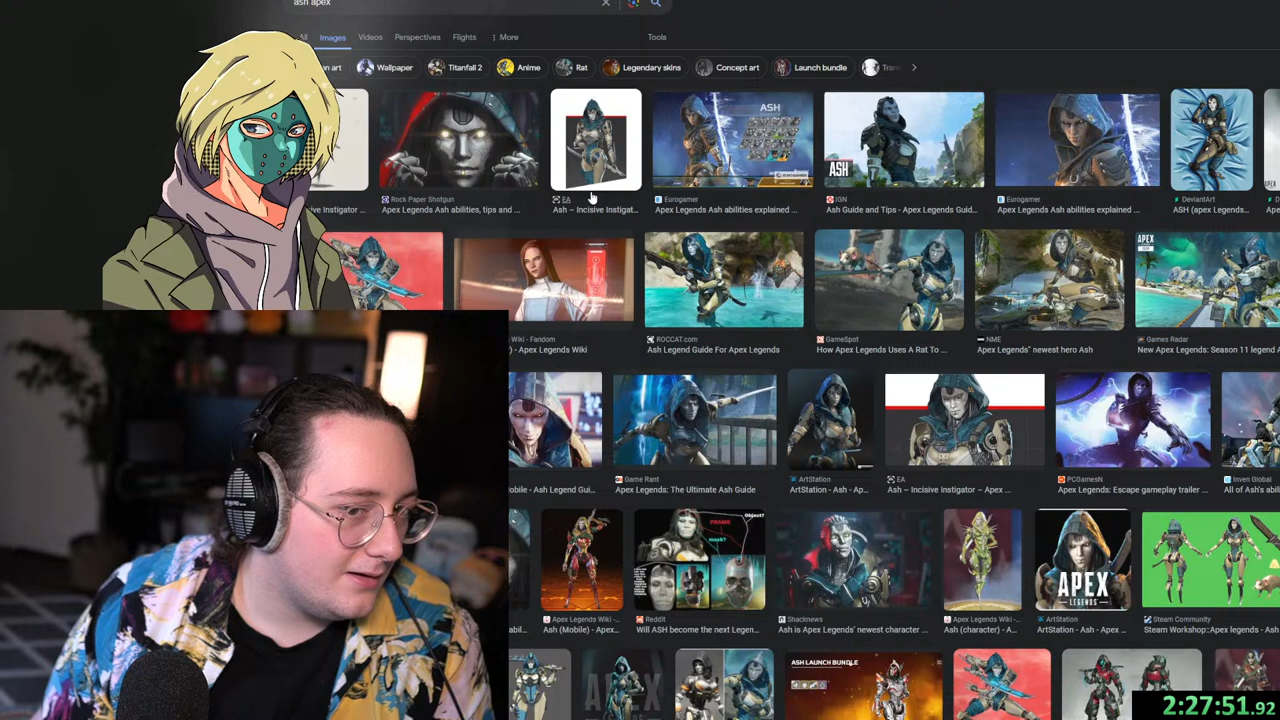 ash apex
All Images Videos Perspectives Flights More Tools
n art Wallpaper Titanfall 2 Anime Rat Legendary skins Concept art Launch bundle
ASH
ASH
Rock Paper Shotgun EA Eurogamer IGN Eurogamer DeviantArt
ive Instigator ... Apex Legends Ash abilities, tips and ... Ash – Incisive Instigat... Apex Legends Ash abilities explained ... Ash Guide and Tips - Apex Legends Guid... Apex Legends Ash abilities explained ... ASH (apex Legends...
APEX
Wiki - Fandom ROCCAT.com GameSpot NME Games Radar
) - Apex Legends Wiki Ash Legend Guide For Apex Legends How Apex Legends Uses A Rat To ... Apex Legends" newest hero Ash New Apex Legends: Season 11 legend A
Game Rant ArtStation EA PCGamesN Inven Global
obile - Ash Legend Gui... Apex Legends: The Ultimate Ash Guide ArtStation - Ash - Ap... Ash – Incisive Instigator – Apex ... Apex Legends: Escape gameplay trailer ... All of Ash's abil
Object?
FRAME
mask?
APEX
LEGENDS
Apex Legends Wiki -... Reddit Shacknews Apex Legends Wiki -... ArtStation Steam Community
abil... Ash (Mobile) - Apex... Will ASH become the next Legen... Ash is Apex Legends' newest character ... Ash (character) - A... ArtStation - Ash - Apex ... Steam Workshop::Apex legends - Ash
ASH LAUNCH BUNDLE
APEX
2:27:51.92